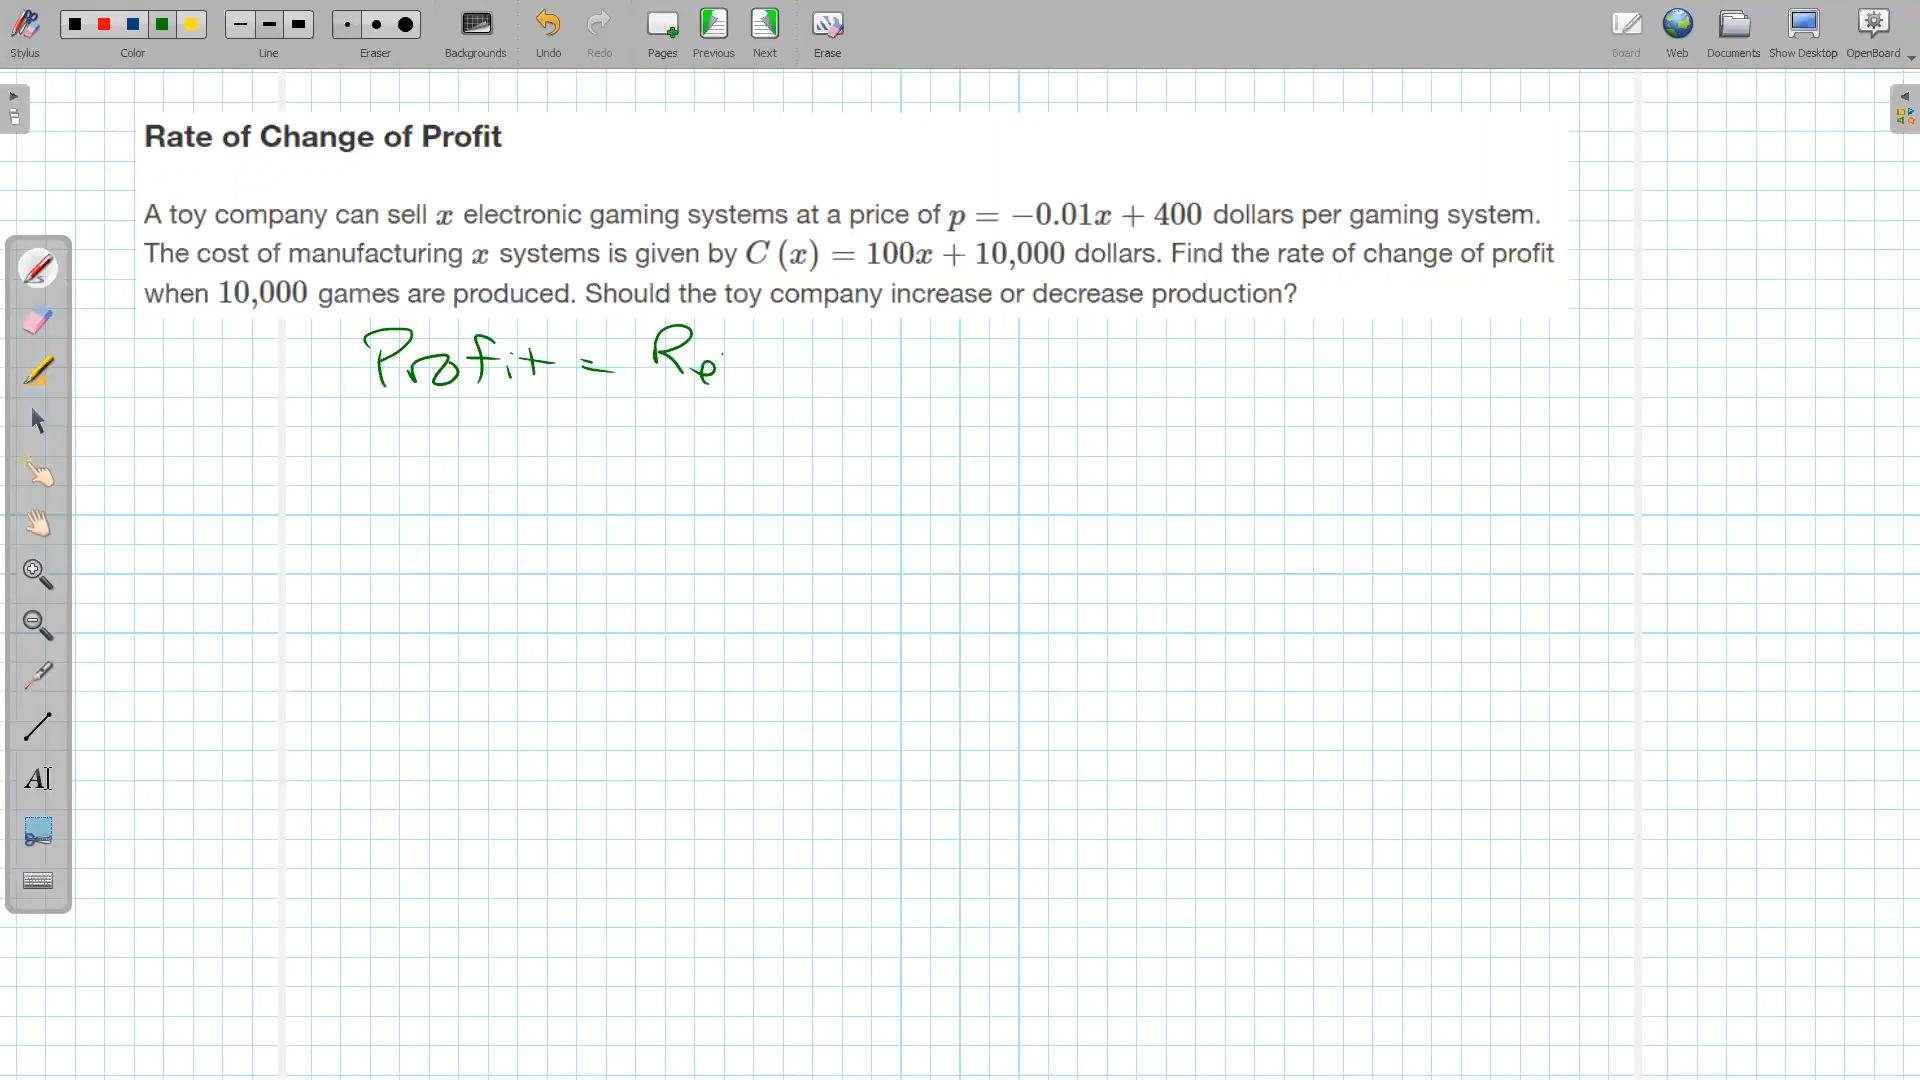 Stylus
Color
Line
Eraser
Backgrounds
Undo
Redo
Pages
Previous
Next
Erase
Board
Web
Documents
Show Desktop
OpenBoard
Rate of Change of Profit
A toy company can sell x electronic gaming systems at a price of p = −0.01x + 400 dollars per gaming system.
The cost of manufacturing x systems is given by C (x) = 100x + 10,000 dollars. Find the rate of change of profit
when 10,000 games are produced. Should the toy company increase or decrease production?
Profit = Re
A